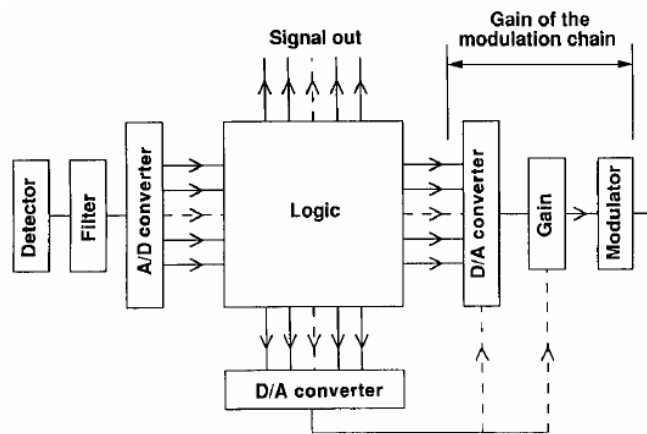 Signal out
Gain of the
modulation chain
Detector
Filter
A/D converter
Logic
D/A converter
Gain
Modulator
D/A converter